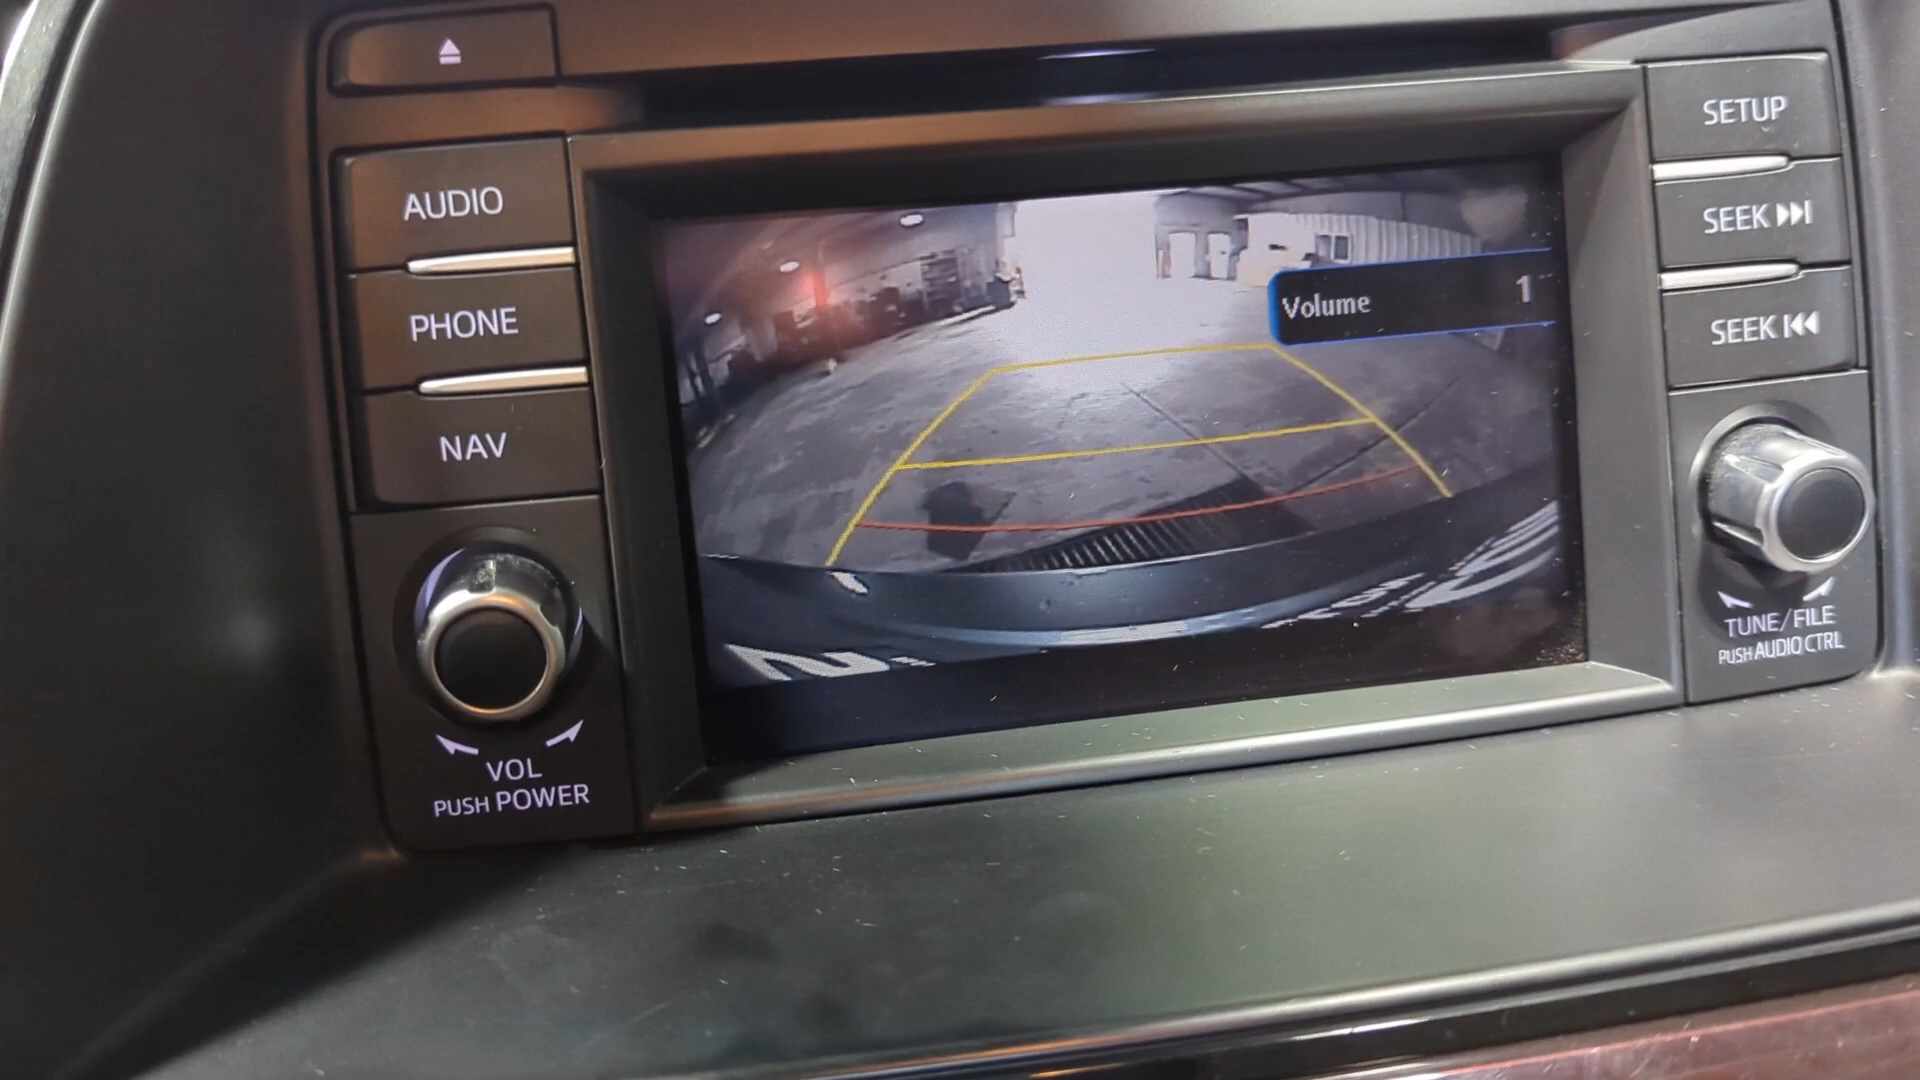 AUDIO
PHONE
NAV
VOL
PUSH POWER
Volume 1
SETUP
SEEK
SEEK
TUNE/FILE
PUSH AUDIO CTRL